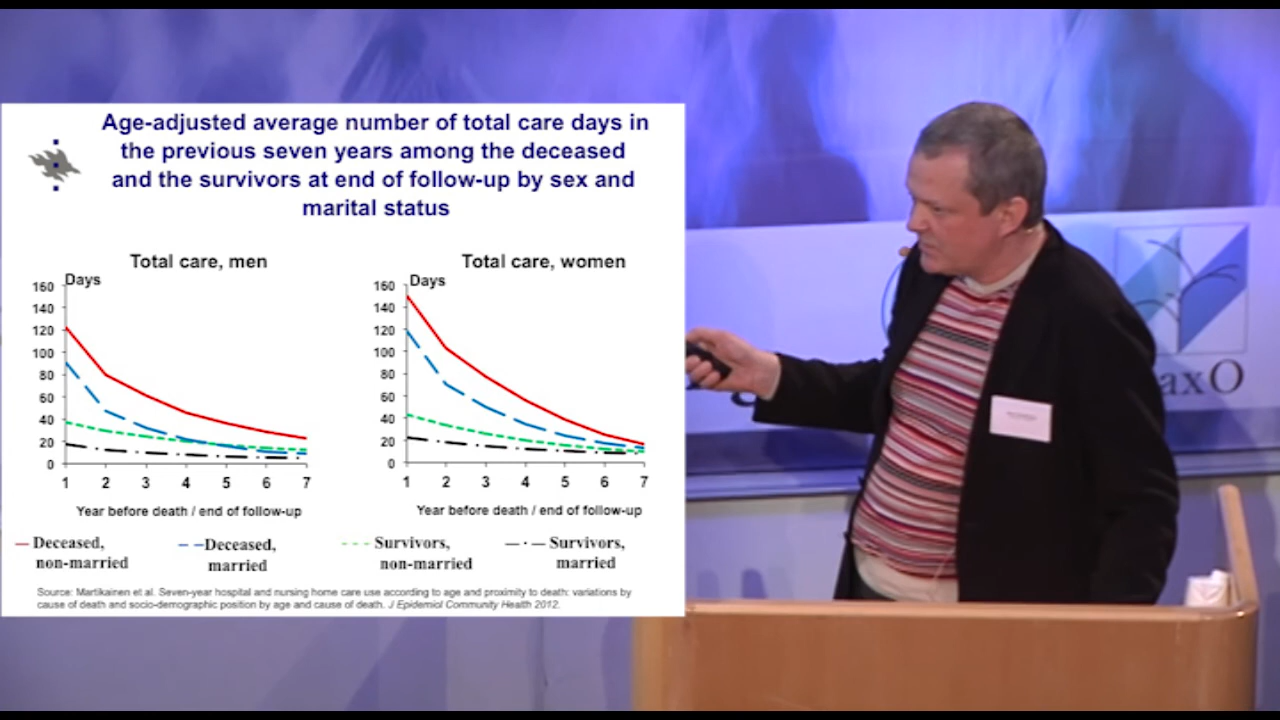 Age-adjusted average number of total care days in
the previous seven years among the deceased
and the survivors at end of follow-up by sex and
marital status
Total care, men
Days
160
140
120
100
80
60
40
20
0
1 2 3 4 5 6 7
Year before death / end of follow-up
Total care, women
Days
160
140
120
100
80
60
40
20
0
1 2 3 4 5 6 7
Year before death / end of follow-up
Deceased,
non-married
Deceased,
married
Survivors,
non-married
Survivors,
married
Source: Martikainen et al. Seven-year hospital and nursing home care use according to age and proximity to death: variations by
cause of death and socio-demographic position by age and cause of death. J Epidemiol Community Health 2012.
axO